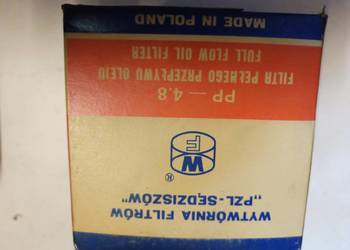 WYTWÓRNIA FILTRÓW
„PZL-SĘDZISZÓW”
WF
®
PP — 4.8
FILTR PEŁNEGO PRZEPŁYWU OLEJU
FULL FLOW OIL FILTER
MADE IN POLAND